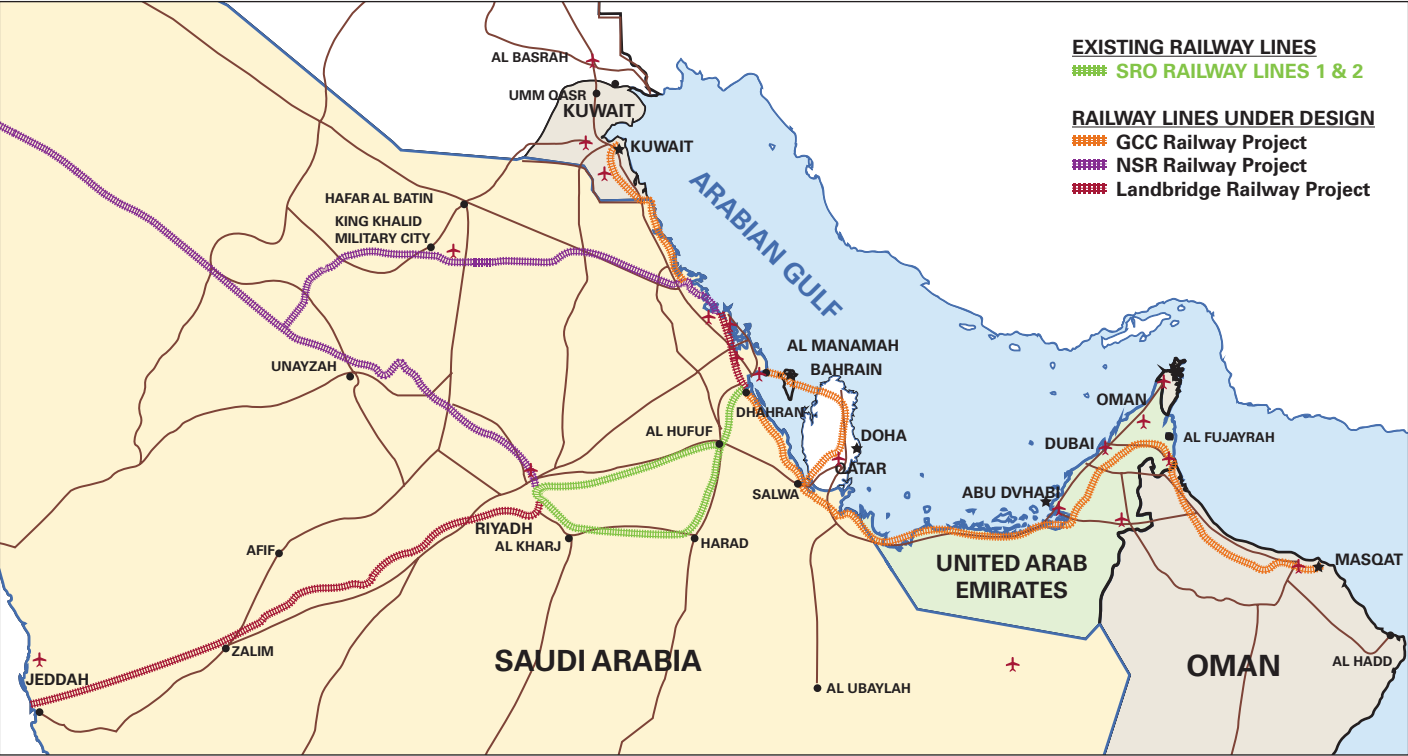 EXISTING RAILWAY LINES
SRO RAILWAY LINES 1 & 2
RAILWAY LINES UNDER DESIGN
GCC Railway Project
NSR Railway Project
Landbridge Railway Project
AL BASRAH
UMM QASR
KUWAIT
KUWAIT
ARABIAN GULF
HAFAR AL BATIN
KING KHALID
MILITARY CITY
UNAYZAH
AL MANAMAH
BAHRAIN
DHAHRAN
OMAN
AL HUFUF
DOHA
DUBAI
AL FUJAYRAH
QATAR
SALWA
ABU DVHABI
RIYADH
AL KHARJ
HARAD
AFIF
UNITED ARAB
EMIRATES
MASQAT
ZALIM
SAUDI ARABIA
OMAN
AL HADD
JEDDAH
AL UBAYLAH